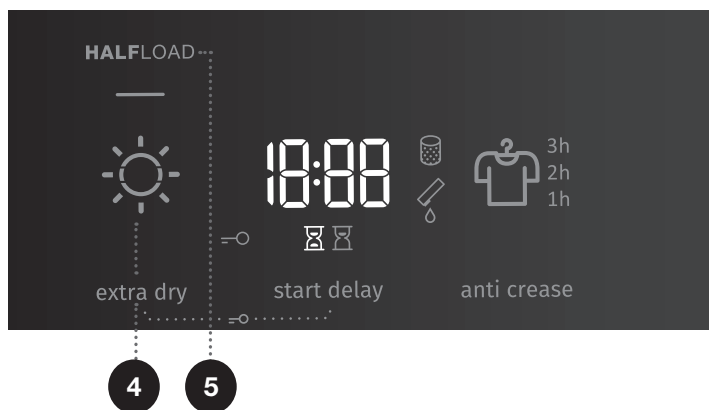 HALFLOAD
18:88
3h
2h
1h
extra dry
start delay
anti crease
4
5